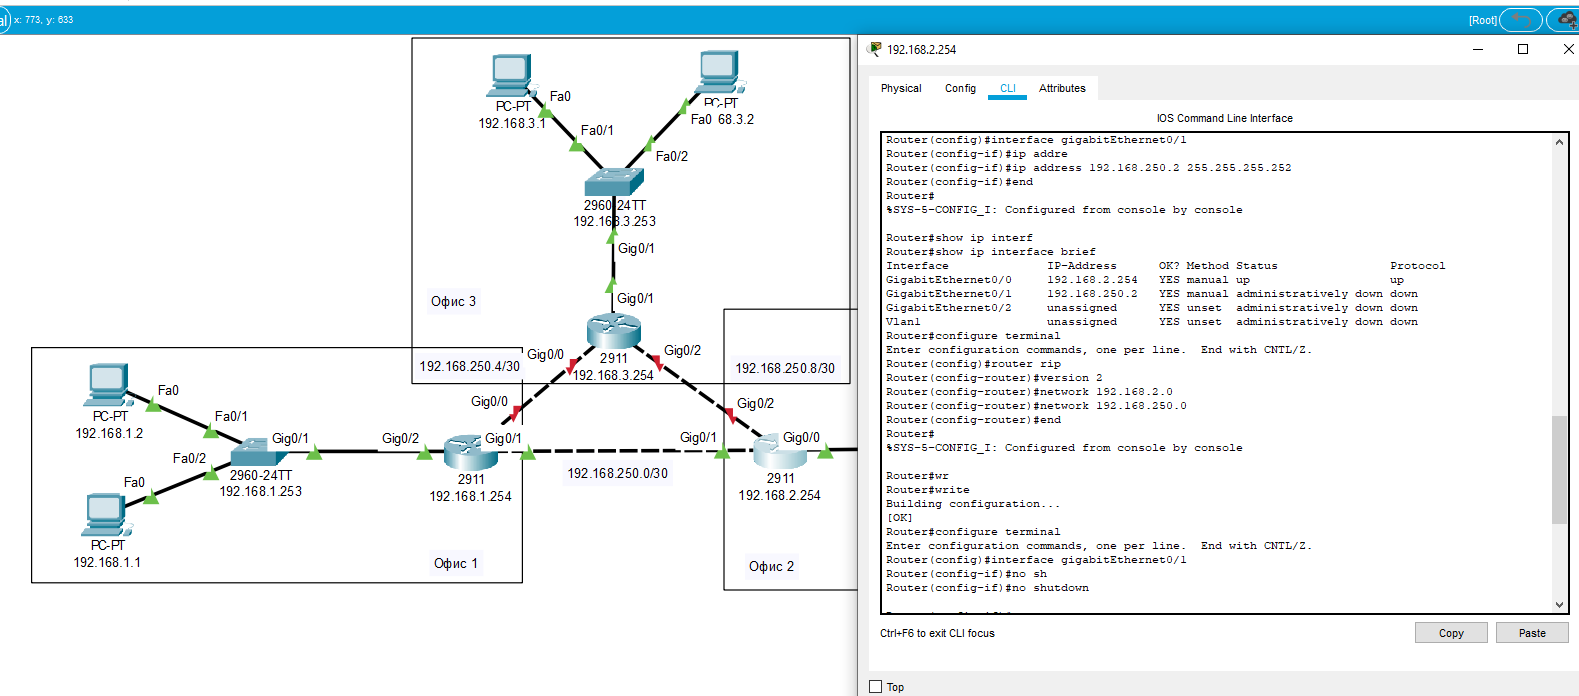 al
x: 773, y: 633
[Root]
PC-PT
192.168.3.1
Fa0
Fa0/1
PC-PT
Fa0
68.3.2
Fa0/2
2960-24TT
192.168.3.253
Gig0/1
Gig0/1
Офис 3
2911
192.168.3.254
Gig0/0
Gig0/2
192.168.250.4/30
192.168.250.8/30
Gig0/0
Gig0/2
PC-PT
192.168.1.2
Fa0
Fa0/1
Fa0/2
Fa0
PC-PT
192.168.1.1
2960-24TT
192.168.1.253
Gig0/1
Gig0/2
Gig0/1
2911
192.168.1.254
192.168.250.0/30
Gig0/1
Gig0/0
2911
192.168.2.254
Офис 1
Офис 2
192.168.2.254
Physical
Config
CLI
Attributes
IOS Command Line Interface
Router(config)#interface gigabitEthernet0/1
Router(config-if)#ip addre
Router(config-if)#ip address 192.168.250.2 255.255.255.252
Router(config-if)#end
Router#
%SYS-5-CONFIG_I: Configured from console by console
Router#show ip interf
Router#show ip interface brief
Interface IP-Address OK? Method Status Protocol
GigabitEthernet0/0 192.168.2.254 YES manual up up
GigabitEthernet0/1 192.168.250.2 YES manual administratively down down
GigabitEthernet0/2 unassigned YES unset administratively down down
Vlan1 unassigned YES unset administratively down down
Router#configure terminal
Enter configuration commands, one per line. End with CNTL/Z.
Router(config)#router rip
Router(config-router)#version 2
Router(config-router)#network 192.168.2.0
Router(config-router)#network 192.168.250.0
Router(config-router)#end
Router#
%SYS-5-CONFIG_I: Configured from console by console
Router#wr
Router#write
Building configuration...
[OK]
Router#configure terminal
Enter configuration commands, one per line. End with CNTL/Z.
Router(config)#interface gigabitEthernet0/1
Router(config-if)#no sh
Router(config-if)#no shutdown
Ctrl+F6 to exit CLI focus
Copy
Paste
Top